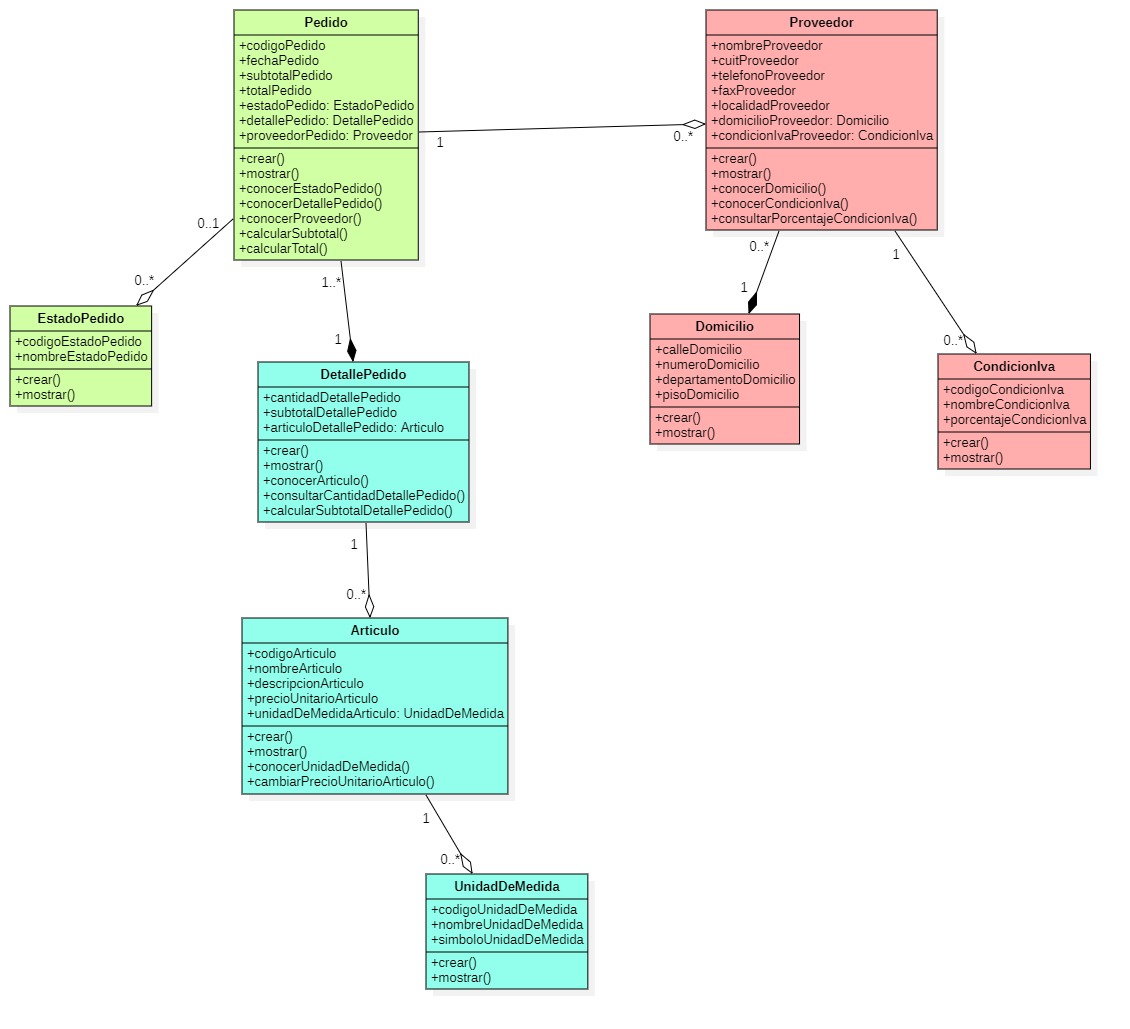 Pedido
+codigoPedido
+fechaPedido
+subtotalPedido
+totalPedido
+estadoPedido: EstadoPedido
+detallePedido: DetallePedido
+proveedorPedido: Proveedor
+crear()
+mostrar()
+conocerEstadoPedido()
+conocerDetallePedido()
+conocerProveedor()
+calcularSubtotal()
+calcularTotal()
1
0..*
Proveedor
+nombreProveedor
+cuitProveedor
+telefonoProveedor
+faxProveedor
+localidadProveedor
+domicilioProveedor: Domicilio
+condicionIvaProveedor: CondicionIva
+crear()
+mostrar()
+conocerDomicilio()
+conocerCondicionIva()
+consultarPorcentajeCondicionIva()
0..1
0..*
EstadoPedido
+codigoEstadoPedido
+nombreEstadoPedido
+crear()
+mostrar()
1..*
1
DetallePedido
+cantidadDetallePedido
+subtotalDetallePedido
+articuloDetallePedido: Articulo
+crear()
+mostrar()
+conocerArticulo()
+consultarCantidadDetallePedido()
+calcularSubtotalDetallePedido()
0..*
1
Domicilio
+calleDomicilio
+numeroDomicilio
+departamentoDomicilio
+pisoDomicilio
+crear()
+mostrar()
1
0..*
CondicionIva
+codigoCondicionIva
+nombreCondicionIva
+porcentajeCondicionIva
+crear()
+mostrar()
1
0..*
Articulo
+codigoArticulo
+nombreArticulo
+descripcionArticulo
+precioUnitarioArticulo
+unidadDeMedidaArticulo: UnidadDeMedida
+crear()
+mostrar()
+conocerUnidadDeMedida()
+cambiarPrecioUnitarioArticulo()
1
0..*
UnidadDeMedida
+codigoUnidadDeMedida
+nombreUnidadDeMedida
+simboloUnidadDeMedida
+crear()
+mostrar()